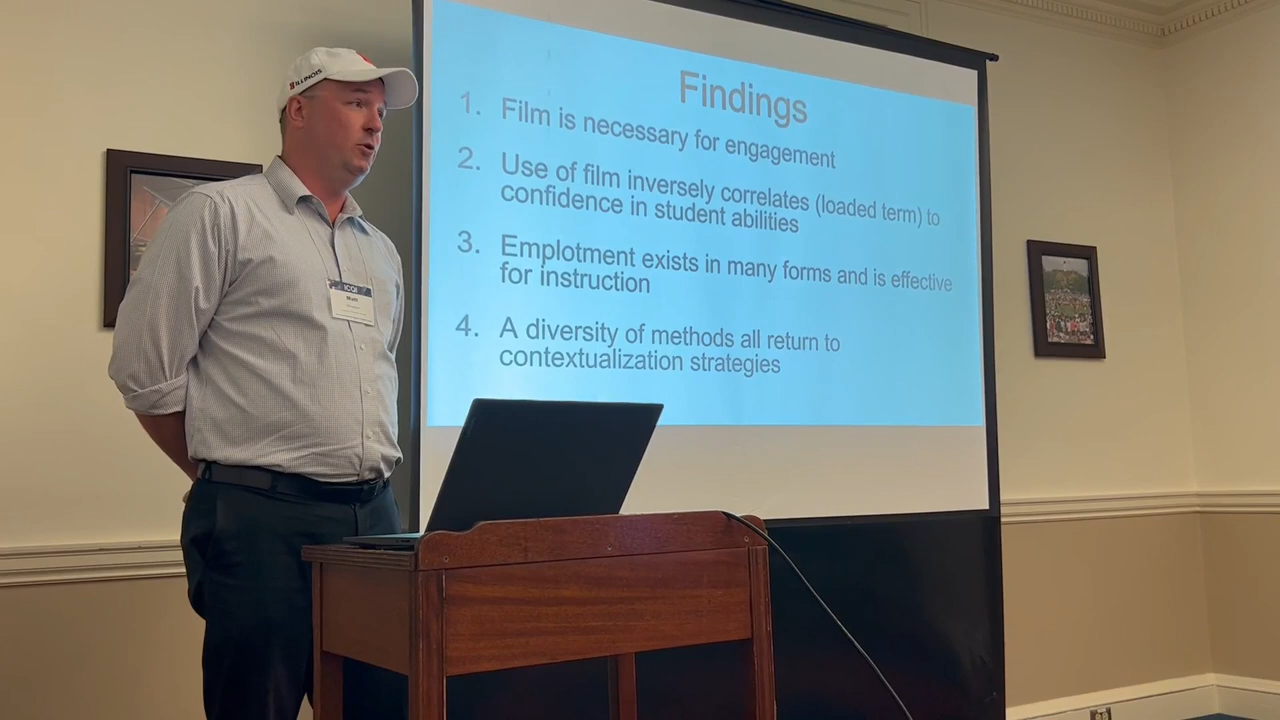 ILLINOIS
ICQI
Matt
Findings
1. Film is necessary for engagement
2. Use of film inversely correlates (loaded term) to
confidence in student abilities
3. Emplotment exists in many forms and is effective
for instruction
4. A diversity of methods all return to
contextualization strategies